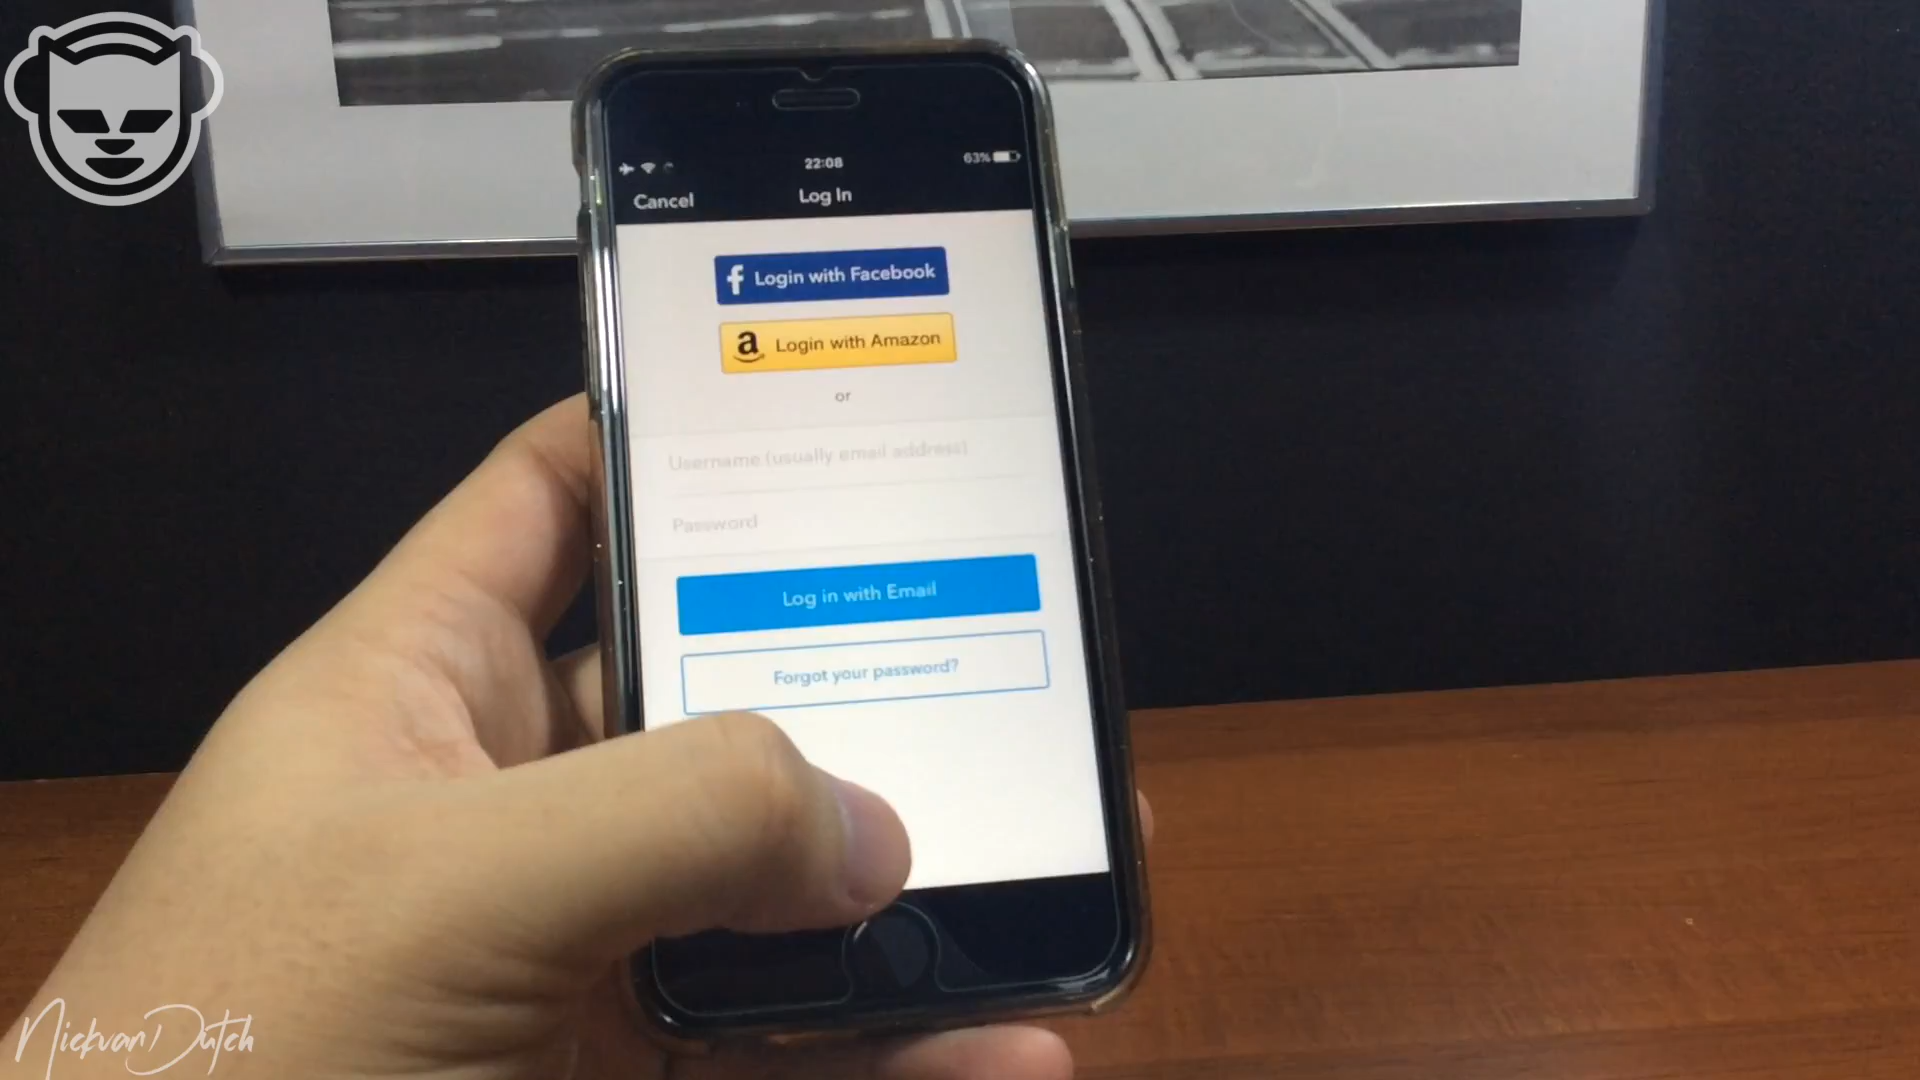 22:08
63%
Cancel
Log In
f Login with Facebook
a Login with Amazon
or
Username (usually email address)
Password
Log in with Email
Forgot your password?
NickvanDutch